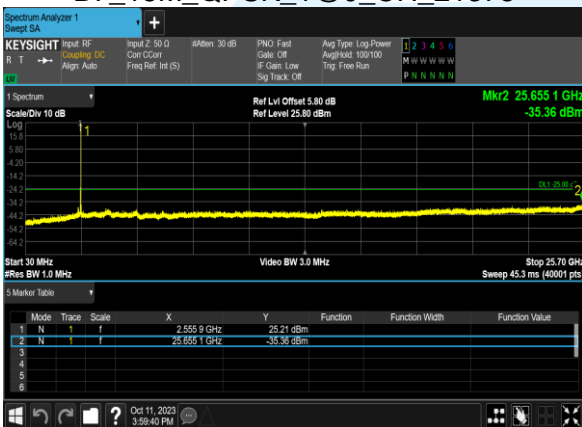 Spectrum Analyzer 1
Swept SA
+
KEYSIGHT
R T
LV
Input: RF
Coupling: DC
Align: Auto
Input Z: 50 Ω
Corr CCorr
Freq Ref: Int (S)
#Atten: 30 dB
PNO: Fast
Gate: Off
IF Gain: Low
Sig Track: Off
Avg Type: Log-Power
Avg|Hold: 100/100
Trig: Free Run
1 2 3 4 5 6
M W W W W W
P N N N N N
1 Spectrum
Scale/Div 10 dB
Ref Lvl Offset 5.80 dB
Ref Level 25.80 dBm
Mkr2 25.655 1 GHz
-35.36 dBm
Log
15.8
5.80
-4.20
-14.2
-24.2
-34.2
-44.2
-54.2
-64.2
1
DL1 -25.00
2
Start 30 MHz
#Res BW 1.0 MHz
Video BW 3.0 MHz
Stop 25.70 GHz
Sweep 45.3 ms (40001 pts
5 Marker Table
Mode Trace Scale X Y Function Function Width Function Value
1 N 1 f 2.555 9 GHz 25.21 dBm
2 N 1 f 25.655 1 GHz -35.36 dBm
3
4
5
6
?
Oct 11, 2023
3:59:40 PM